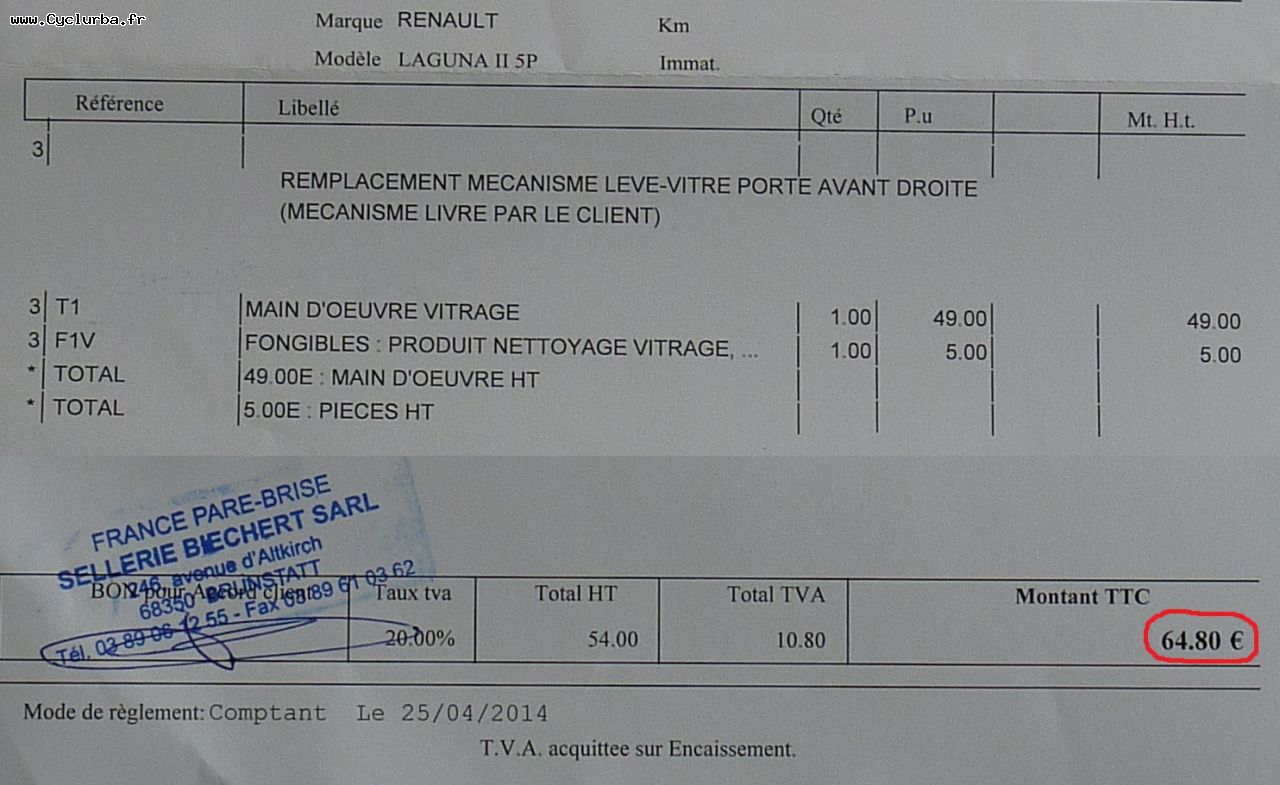 www.Cyclurba.fr
Marque RENAULT Km
Modèle LAGUNA II 5P Immat.
Référence Libellé Qté P.u Mt. H.t.
3
REMPLACEMENT MECANISME LEVE-VITRE PORTE AVANT DROITE
(MECANISME LIVRE PAR LE CLIENT)
3 T1 MAIN D'OEUVRE VITRAGE 1.00 49.00 49.00
3 F1V FONGIBLES : PRODUIT NETTOYAGE VITRAGE, ... 1.00 5.00 5.00
* TOTAL 49.00E : MAIN D'OEUVRE HT
* TOTAL 5.00E : PIECES HT
FRANCE PARE-BRISE
SELLERIE BIECHERT SARL
246, avenue d'Altkirch
68350 BRUNSTATT
Tél. 03 89 06 12 55 - Fax 03 89 61 03 62
BON pour Accord client Taux tva Total HT Total TVA Montant TTC
20.00% 54.00 10.80 64.80 €
Mode de règlement: Comptant Le 25/04/2014
T.V.A. acquittee sur Encaissement.